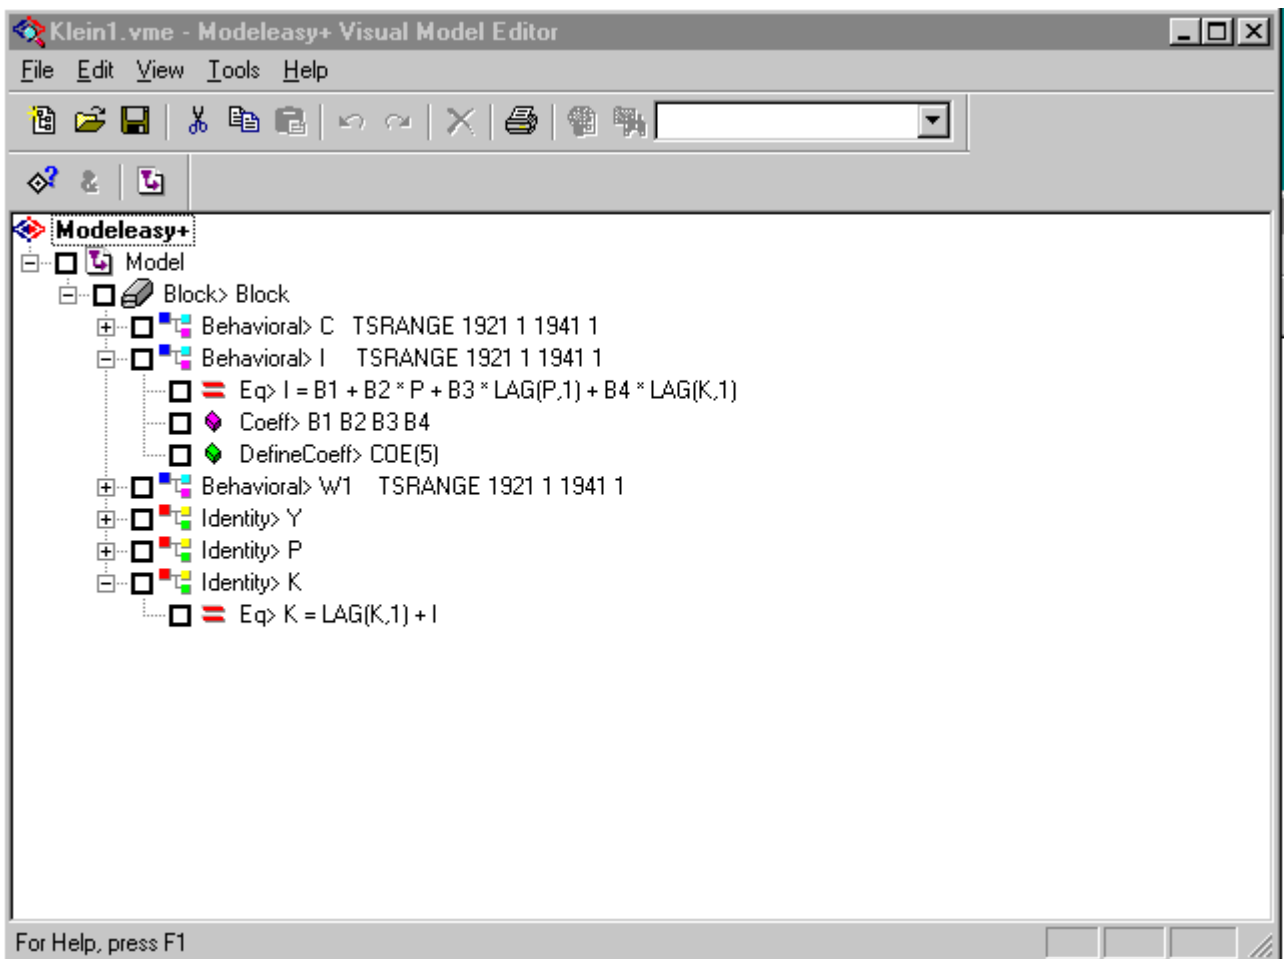 Klein1.vme - Modeleasy+ Visual Model Editor
File Edit View Tools Help
&
Modeleasy+
Model
Block> Block
Behavioral> C TSRANGE 1921 1 1941 1
Behavioral> I TSRANGE 1921 1 1941 1
Eq> I = B1 + B2 * P + B3 * LAG(P,1) + B4 * LAG(K,1)
Coeff> B1 B2 B3 B4
DefineCoeff> COE(5)
Behavioral> W1 TSRANGE 1921 1 1941 1
Identity> Y
Identity> P
Identity> K
Eq> K = LAG(K,1) + I
For Help, press F1